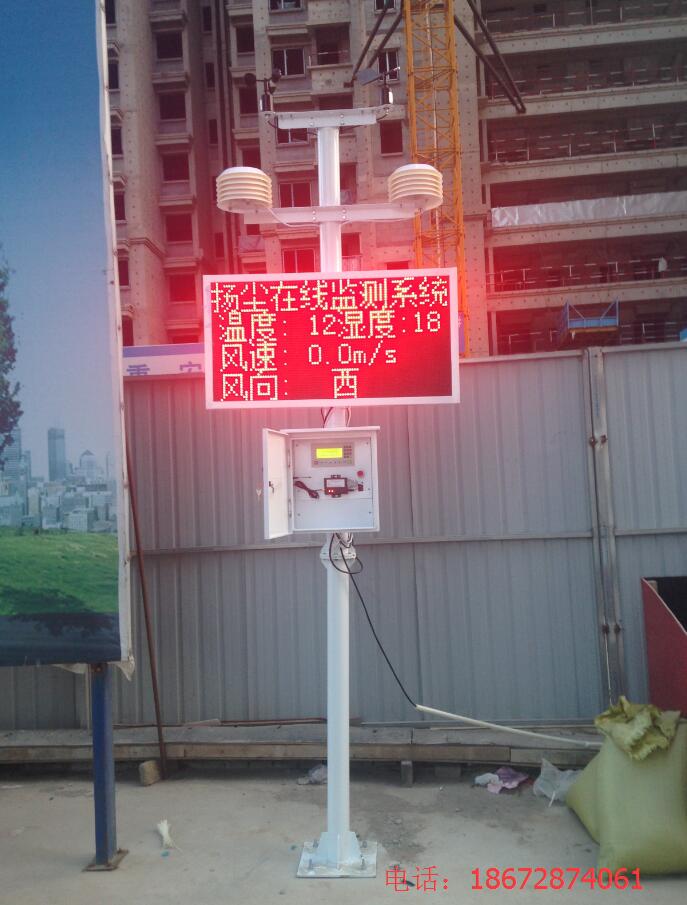 扬尘在线监测系统
温度: 12湿度:18
风速: 0.0m/s
风向: 西
电话：18672874061